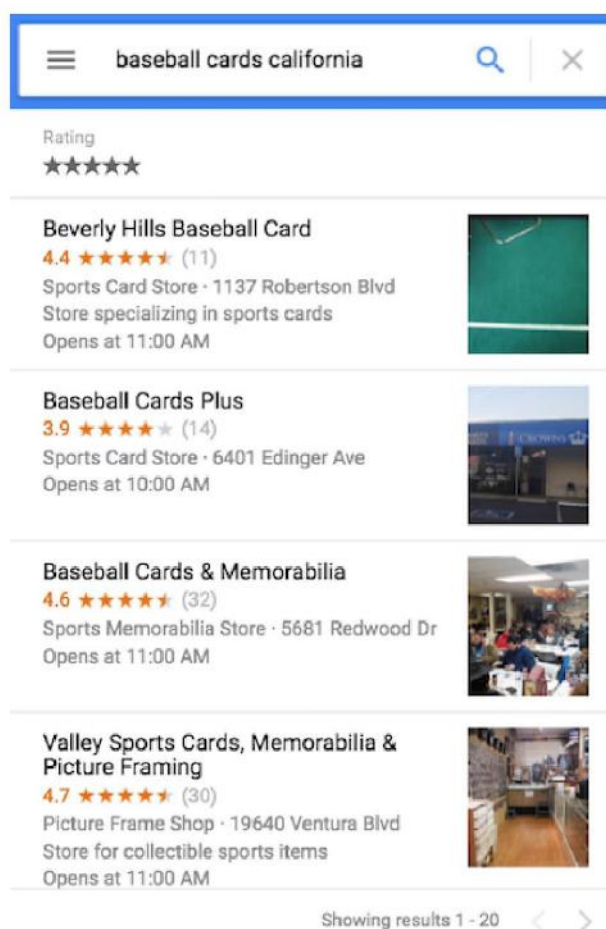 baseball cards california
Rating
Beverly Hills Baseball Card
4.4 (11)
Sports Card Store · 1137 Robertson Blvd
Store specializing in sports cards
Opens at 11:00 AM
Baseball Cards Plus
3.9 (14)
Sports Card Store · 6401 Edinger Ave
Opens at 10:00 AM
CROWNS
Baseball Cards & Memorabilia
4.6 (32)
Sports Memorabilia Store · 5681 Redwood Dr
Opens at 11:00 AM
Valley Sports Cards, Memorabilia &
Picture Framing
4.7 (30)
Picture Frame Shop · 19640 Ventura Blvd
Store for collectible sports items
Opens at 11:00 AM
Showing results 1 - 20